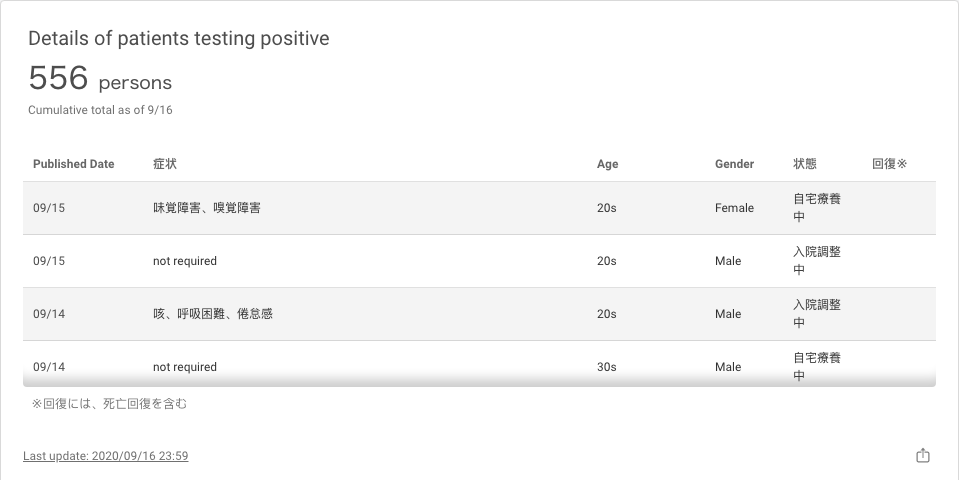 Details of patients testing positive
556 persons
Cumulative total as of 9/16
Published Date 症状 Age Gender 状態 回復※
09/15 味覚障害、嗅覚障害 20s Female 自宅療養中
09/15 not required 20s Male 入院調整中
09/14 咳、呼吸困難、倦怠感 20s Male 入院調整中
09/14 not required 30s Male 自宅療養中
※回復には、死亡回復を含む
Last update: 2020/09/16 23:59